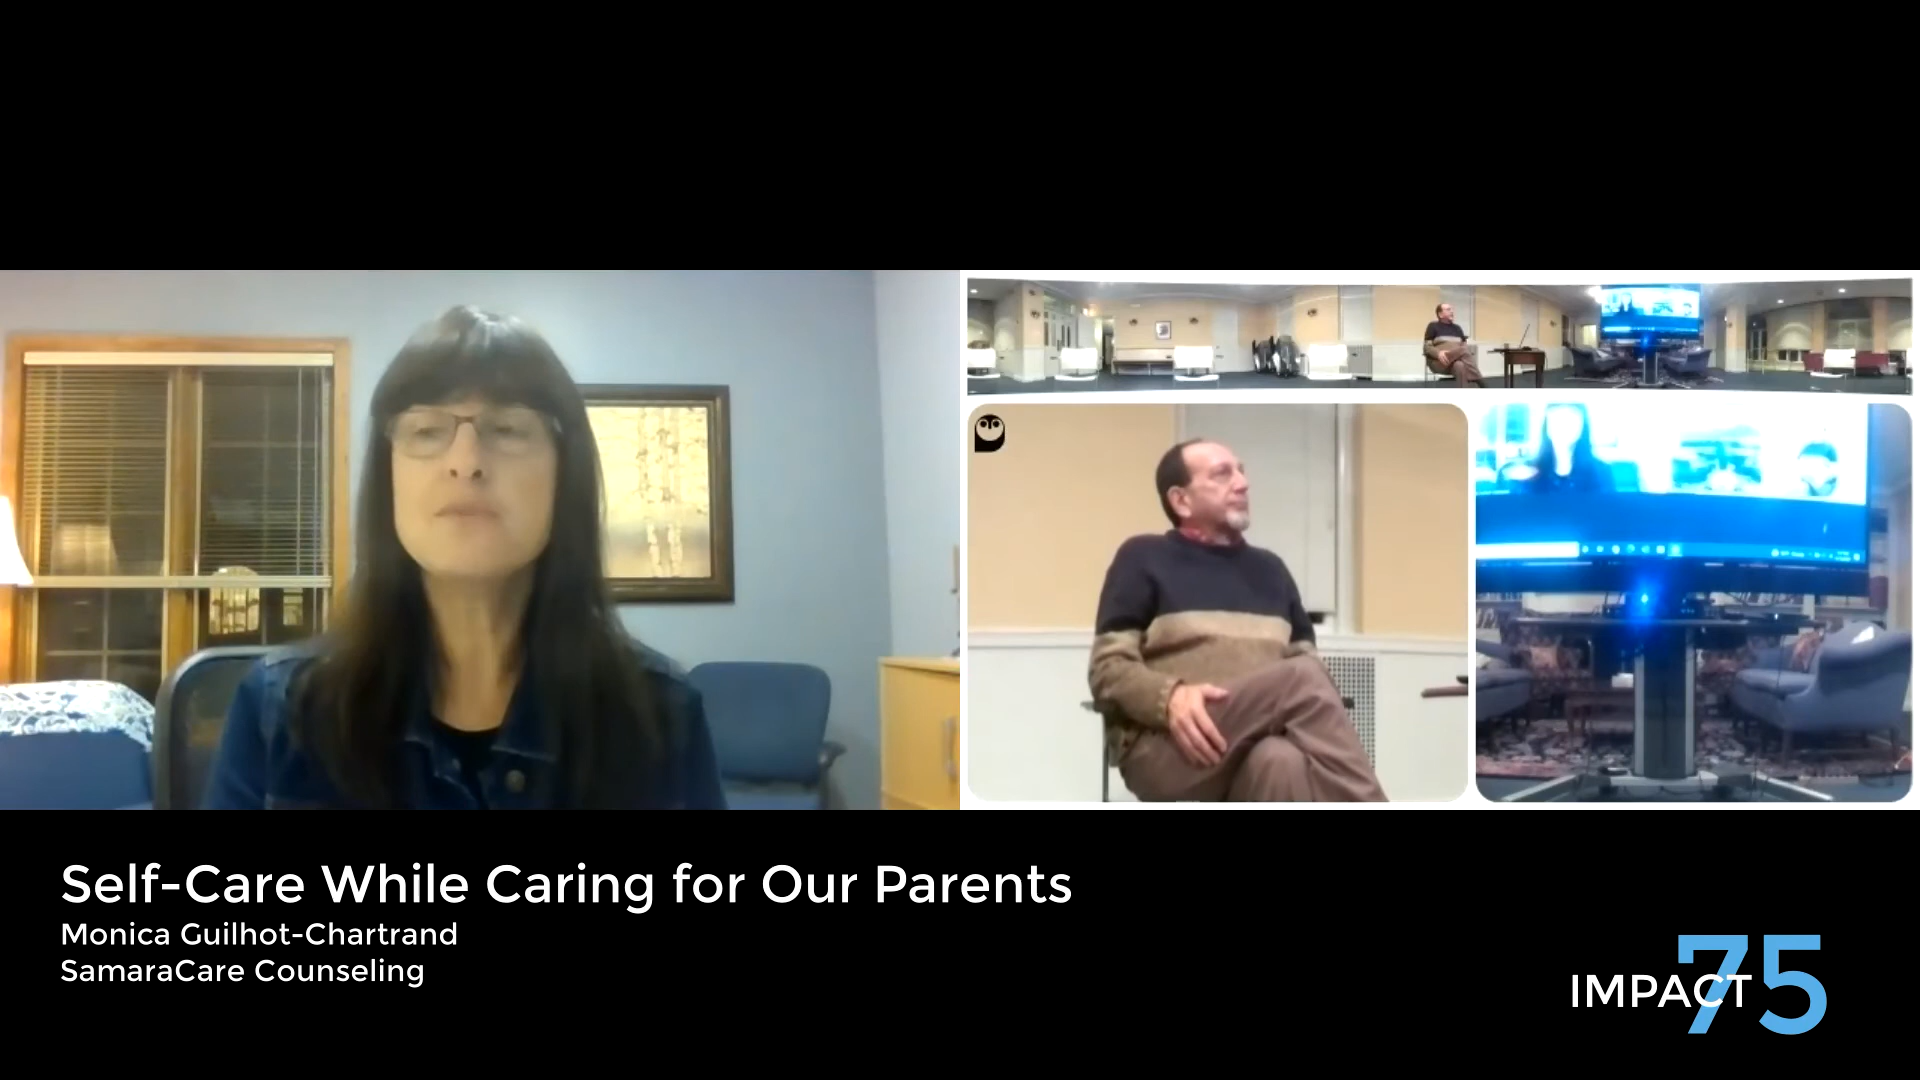 Self-Care While Caring for Our Parents
Monica Guilhot-Chartrand
SamaraCare Counseling
IMPACT
75